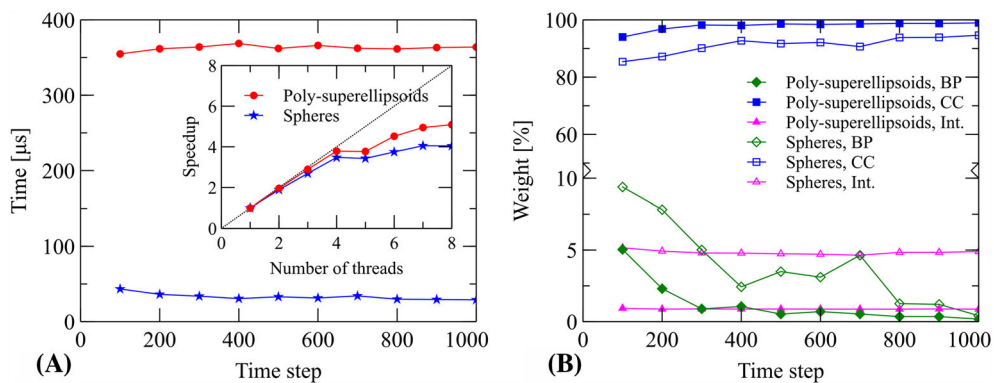 400
300
200
100
0
Time [μs]
0
200
400
600
800
1000
Time step
(A)
8
6
4
2
0
Speedup
Poly-superellipsoids
Spheres
0
2
4
6
8
Number of threads
100
80
60
10
5
0
Weight [%]
Poly-superellipsoids, BP
Poly-superellipsoids, CC
Poly-superellipsoids, Int.
Spheres, BP
Spheres, CC
Spheres, Int.
0
200
400
600
800
1000
Time step
(B)